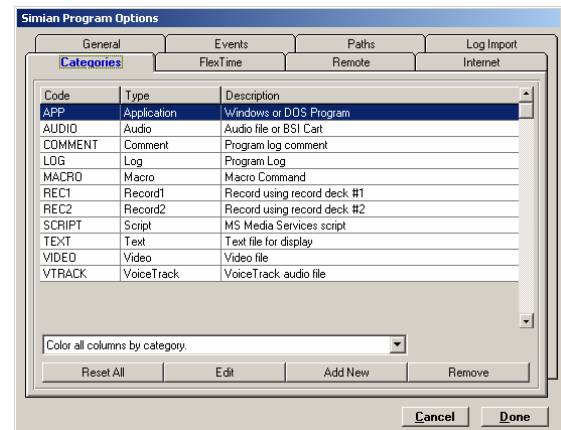 Simian Program Options
General Events Paths Log Import
Categories FlexTime Remote Internet
Code Type Description
APP Application Windows or DOS Program
AUDIO Audio Audio file or BSI Cart
COMMENT Comment Program log comment
LOG Log Program Log
MACRO Macro Macro Command
REC1 Record1 Record using record deck #1
REC2 Record2 Record using record deck #2
SCRIPT Script MS Media Services script
TEXT Text Text file for display
VIDEO Video Video file
VTRACK VoiceTrack VoiceTrack audio file
Color all columns by category.
Reset All Edit Add New Remove
Cancel Done